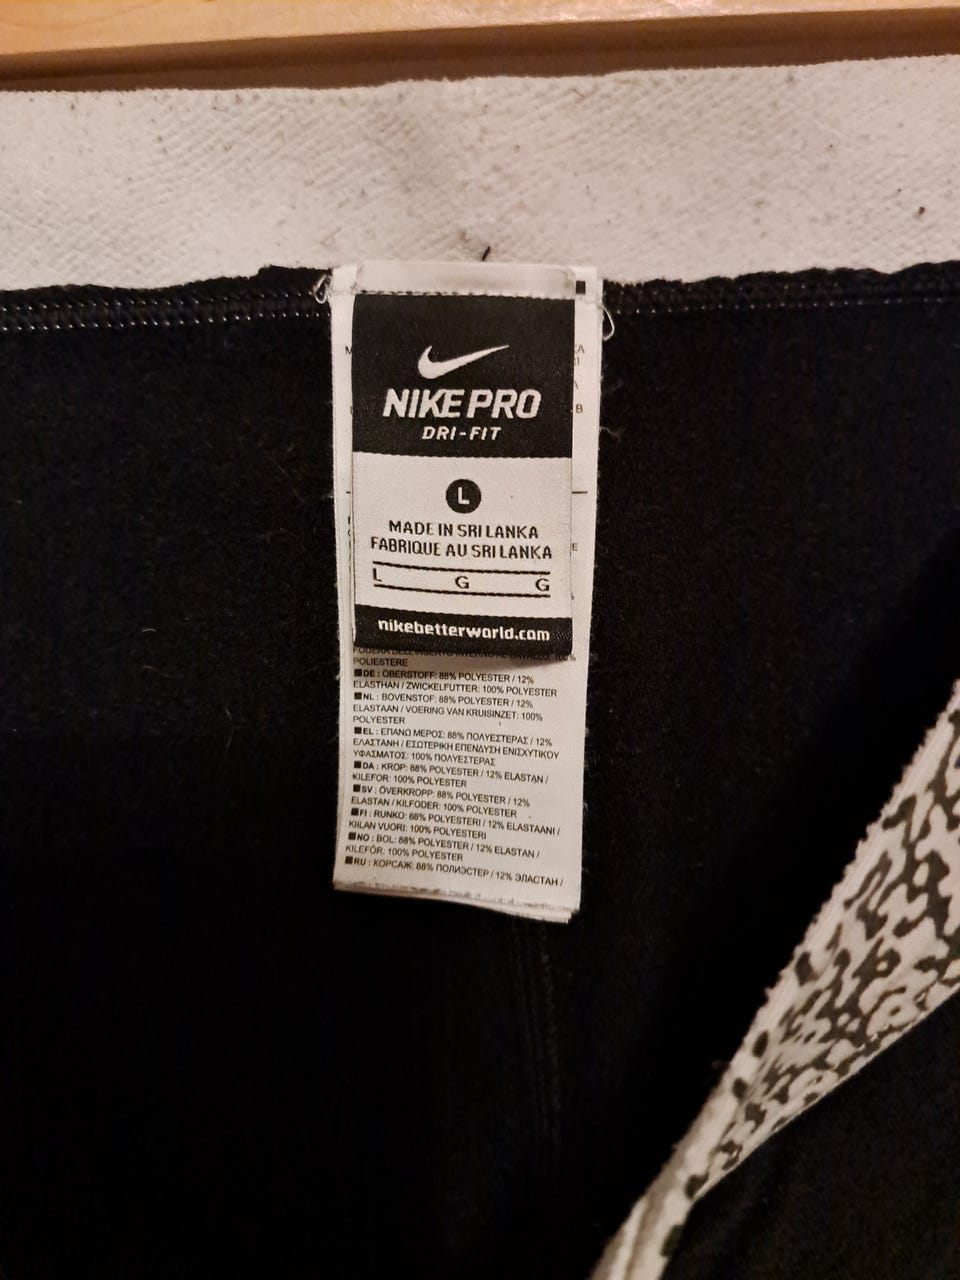 NIKE PRO
DRI-FIT
L
MADE IN SRI LANKA
FABRIQUE AU SRI LANKA
L G G
nikebetterworld.com
POLIESTERE
DE : OBERSTOFF: 88% POLYESTER / 12%
ELASTHAN / ZWICKELFUTTER: 100% POLYESTER
NL : BOVENSTOF: 88% POLYESTER / 12%
ELASTAAN / VOERING VAN KRUISINZET: 100%
POLYESTER
EL : ΕΠΑΝΩ ΜΕΡΟΣ: 88% ΠΟΛΥΕΣΤΕΡΑΣ / 12%
ΕΛΑΣΤΑΝΗ / ΕΣΩΤΕΡΙΚΗ ΕΠΕΝΔΥΣΗ ΕΝΙΣΧΥΤΙΚΟΥ
ΥΦΑΣΜΑΤΟΣ: 100% ΠΟΛΥΕΣΤΕΡΑΣ
DA : KROP: 88% POLYESTER / 12% ELASTAN /
KILEFOR: 100% POLYESTER
SV : ÖVERKROPP: 88% POLYESTER / 12%
ELASTAN / KILFODER: 100% POLYESTER
FI : RUNKO: 88% POLYESTERI / 12% ELASTAANI /
KIILAN VUORI: 100% POLYESTERI
NO : BOL: 88% POLYESTER / 12% ELASTAN /
KILEFÔR: 100% POLYESTER
RU : КОРСАЖ: 88% ПОЛИЭСТЕР / 12% ЭЛАСТАН /